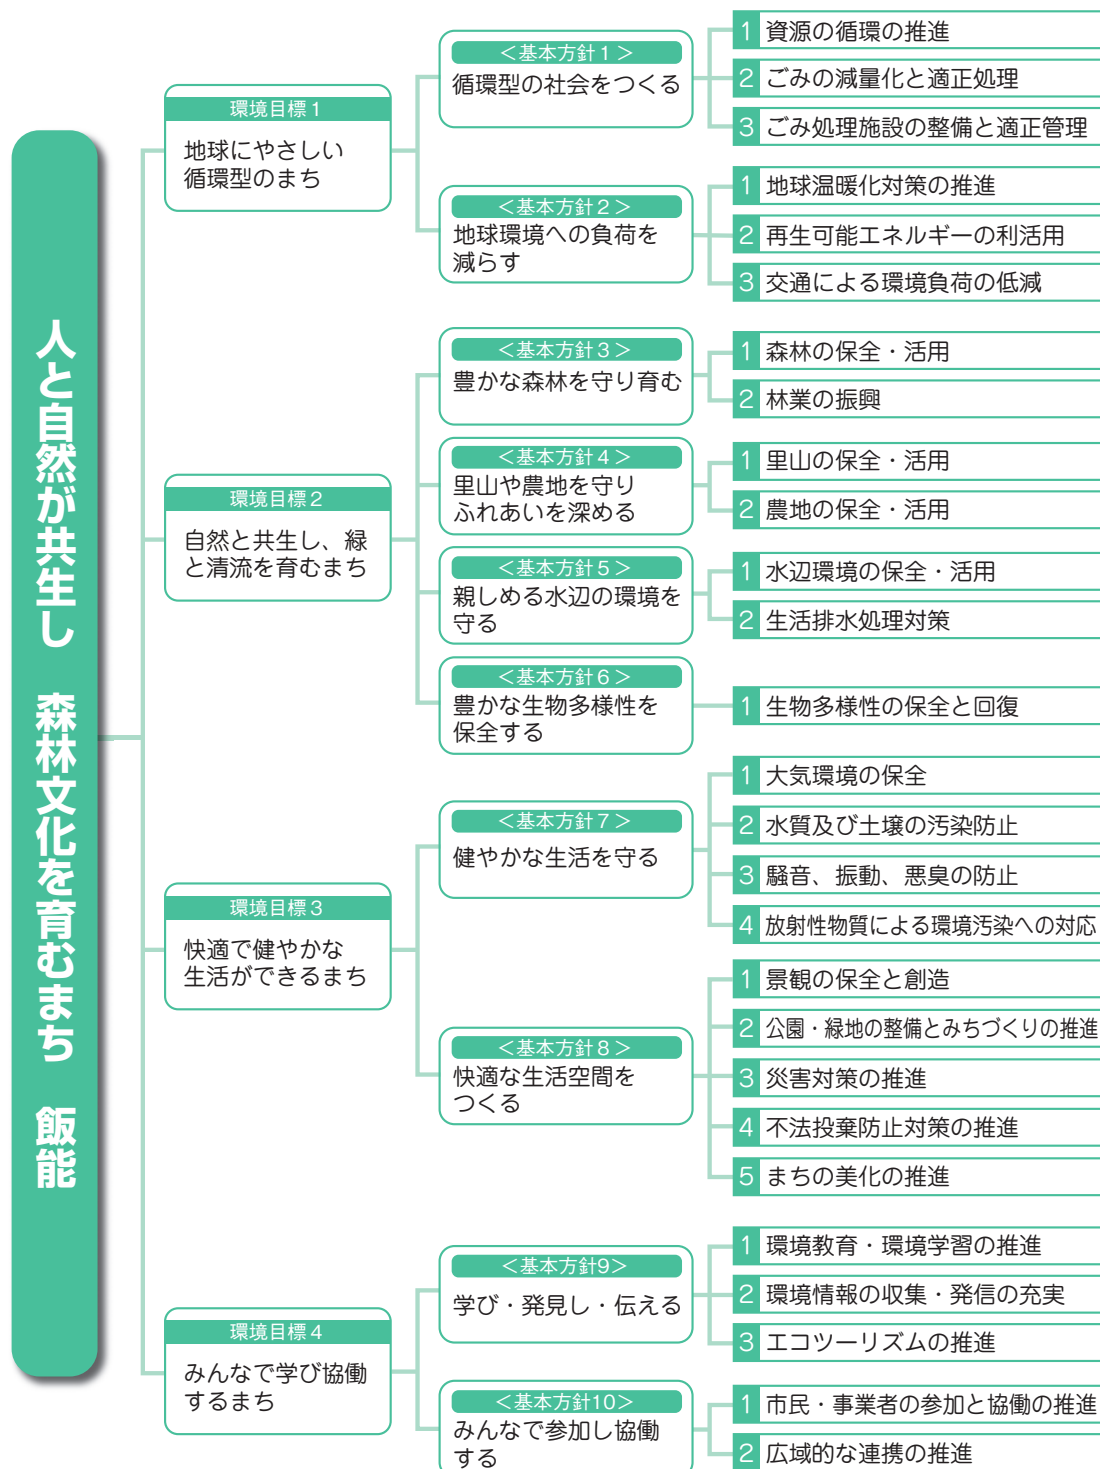 人と自然が共生し　森林文化を育むまち　飯能
環境目標1
地球にやさしい
循環型のまち
＜基本方針1＞
循環型の社会をつくる
1 資源の循環の推進
2 ごみの減量化と適正処理
3 ごみ処理施設の整備と適正管理
＜基本方針2＞
地球環境への負荷を
減らす
1 地球温暖化対策の推進
2 再生可能エネルギーの利活用
3 交通による環境負荷の低減
環境目標2
自然と共生し、緑
と清流を育むまち
＜基本方針3＞
豊かな森林を守り育む
1 森林の保全・活用
2 林業の振興
＜基本方針4＞
里山や農地を守り
ふれあいを深める
1 里山の保全・活用
2 農地の保全・活用
＜基本方針5＞
親しめる水辺の環境を
守る
1 水辺環境の保全・活用
2 生活排水処理対策
＜基本方針6＞
豊かな生物多様性を
保全する
1 生物多様性の保全と回復
環境目標3
快適で健やかな
生活ができるまち
＜基本方針7＞
健やかな生活を守る
1 大気環境の保全
2 水質及び土壌の汚染防止
3 騒音、振動、悪臭の防止
4 放射性物質による環境汚染への対応
＜基本方針8＞
快適な生活空間を
つくる
1 景観の保全と創造
2 公園・緑地の整備とみちづくりの推進
3 災害対策の推進
4 不法投棄防止対策の推進
5 まちの美化の推進
環境目標4
みんなで学び協働
するまち
＜基本方針9＞
学び・発見し・伝える
1 環境教育・環境学習の推進
2 環境情報の収集・発信の充実
3 エコツーリズムの推進
＜基本方針10＞
みんなで参加し協働
する
1 市民・事業者の参加と協働の推進
2 広域的な連携の推進